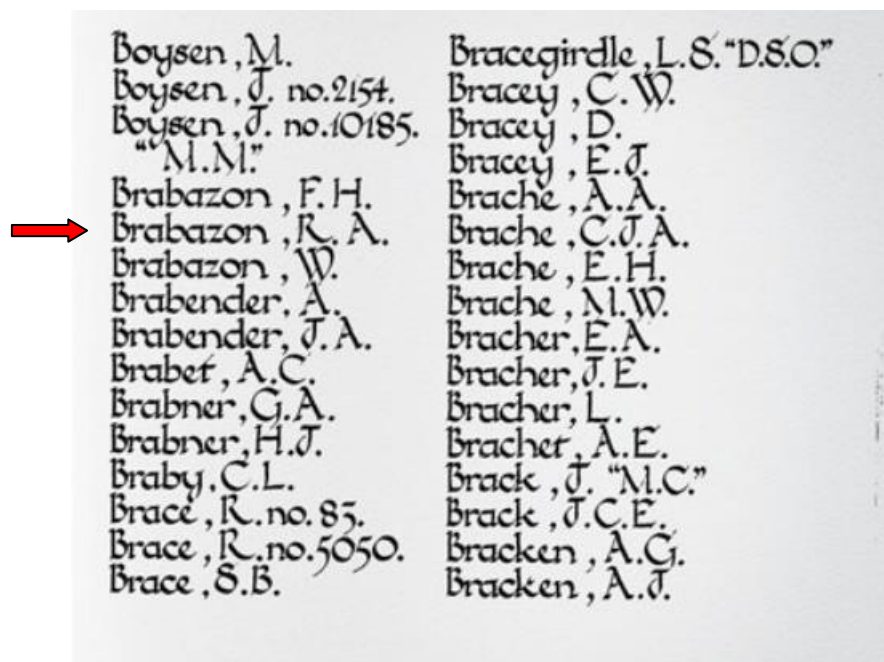 Boysen, M.
Boysen, J. no.2154.
Boysen, J. no.10185.
"M.M."
Brabazon, F.H.
Brabazon, R.A.
Brabazon, W.
Brabender, A.
Brabender, J.A.
Brabet, A.C.
Brabner, G.A.
Brabner, H.J.
Braby, C.L.
Brace, R. no. 83.
Brace, R. no. 5050.
Brace, S.B.
Bracegirdle, L.S. "D.S.O."
Bracey, C.W.
Bracey, D.
Bracey, E.J.
Brache, A.A.
Brache, C.J.A.
Brache, E.H.
Brache, M.W.
Bracher, E.A.
Bracher, J.E.
Bracher, L.
Brachet, A.E.
Brack, J. "M.C."
Brack, J.C.E.
Bracken, A.G.
Bracken, A.J.